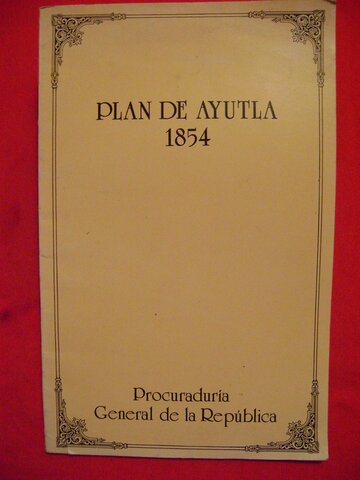 PLAN DE AYUTLA
1854
Procuraduría
General de la República